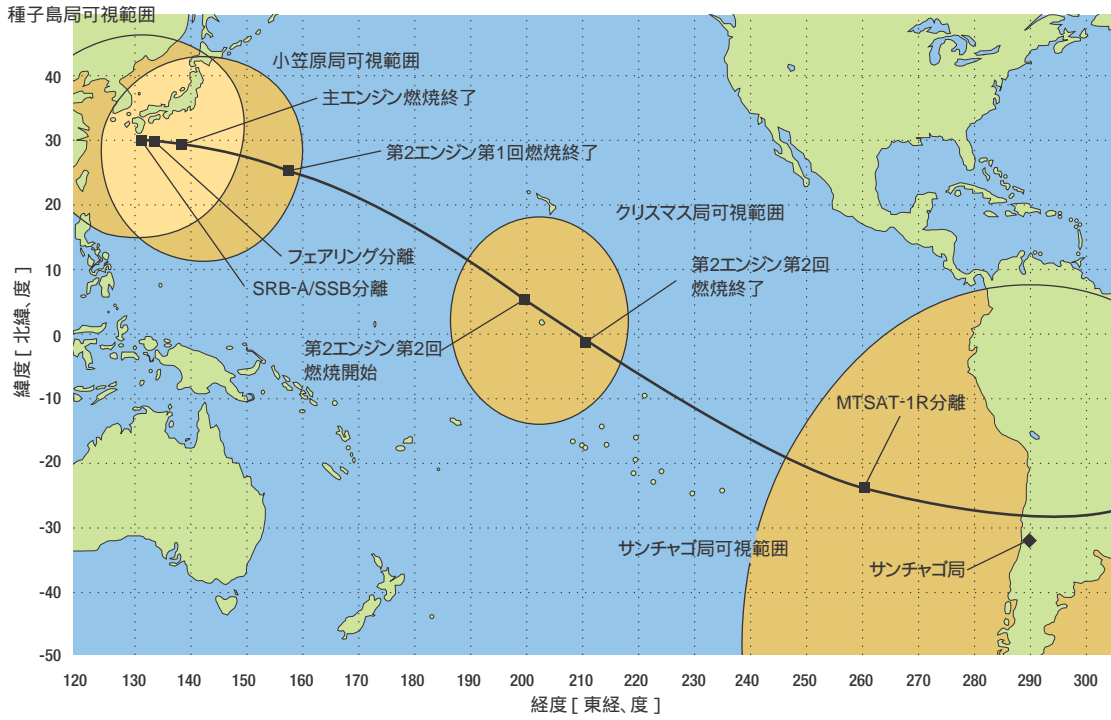 種子島局可視範囲
小笠原局可視範囲
主エンジン燃焼終了
第2エンジン第1回燃焼終了
クリスマス局可視範囲
フェアリング分離
SRB-A/SSB分離
第2エンジン第2回
燃焼終了
第2エンジン第2回
燃焼開始
MTSAT-1R分離
サンチャゴ局可視範囲
サンチャゴ局
緯度 [ 北緯、度 ]
40
30
20
10
0
-10
-20
-30
-40
-50
120 130 140 150 160 170 180 190 200 210 220 230 240 250 260 270 280 290 300
経度 [ 東経、度 ]